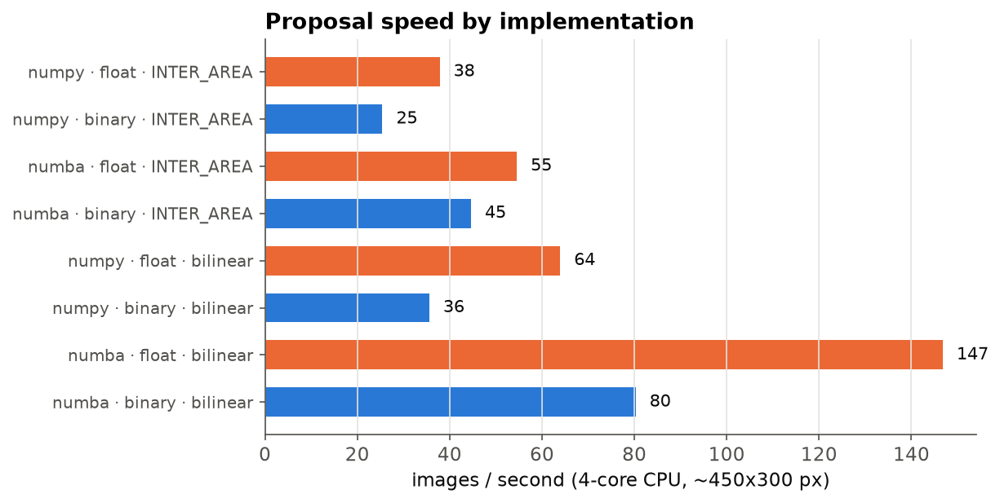 Proposal speed by implementation
numpy · float · INTER_AREA 38
numpy · binary · INTER_AREA 25
numba · float · INTER_AREA 55
numba · binary · INTER_AREA 45
numpy · float · bilinear 64
numpy · binary · bilinear 36
numba · float · bilinear 147
numba · binary · bilinear 80
0 20 40 60 80 100 120 140
images / second (4-core CPU, ~450x300 px)